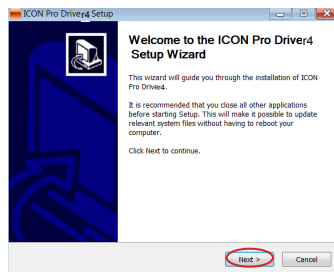 ICON Pro Driver4 Setup
Welcome to the ICON Pro Driver4
Setup Wizard
This wizard will guide you through the installation of ICON
Pro Driver4.
It is recommended that you close all other applications
before starting Setup. This will make it possible to update
relevant system files without having to reboot your
computer.
Click Next to continue.
Next >
Cancel